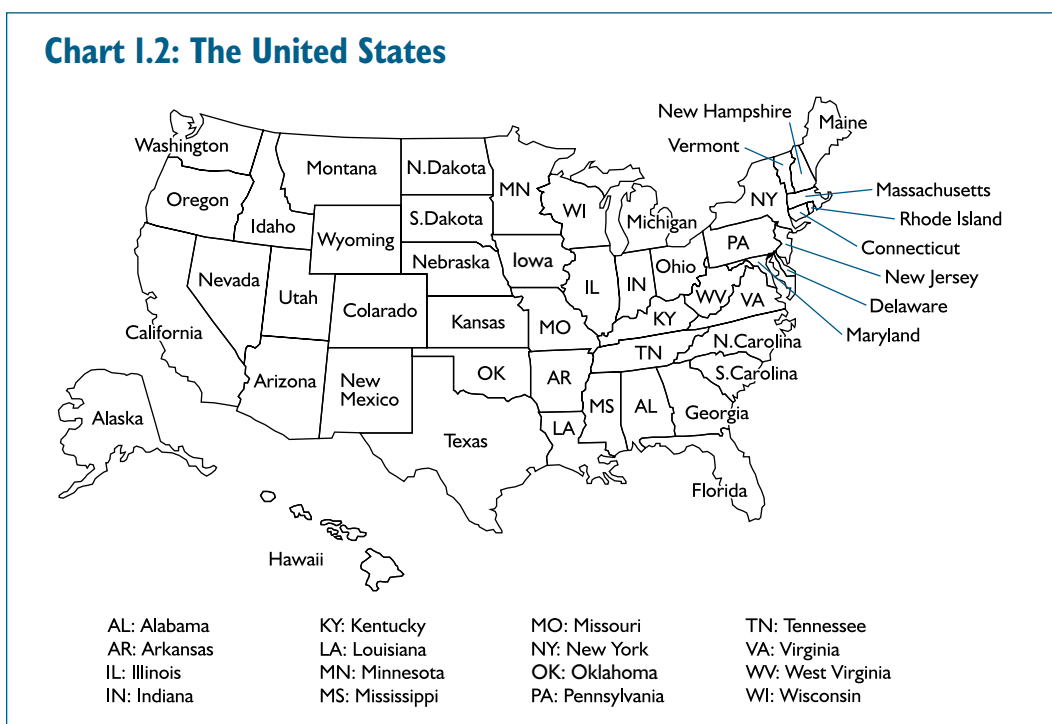 Chart 1.2: The United States
New Hampshire
Maine
Washington
Vermont
Montana
N.Dakota
MN
Massachusetts
Oregon
NY
WI
Michigan
Rhode Island
Idaho
S.Dakota
Wyoming
PA
Connecticut
Nebraska
Iowa
Ohio
Nevada
New Jersey
Utah
IL
IN
WV
VA
Delaware
Colarado
California
Kansas
MO
KY
Maryland
N.Carolina
TN
Arizona
New
Mexico
OK
AR
S.Carolina
MS
AL
Georgia
Alaska
Texas
LA
Florida
Hawaii
AL: Alabama
AR: Arkansas
IL: Illinois
IN: Indiana
KY: Kentucky
LA: Louisiana
MN: Minnesota
MS: Mississippi
MO: Missouri
NY: New York
OK: Oklahoma
PA: Pennsylvania
TN: Tennessee
VA: Virginia
WV: West Virginia
WI: Wisconsin